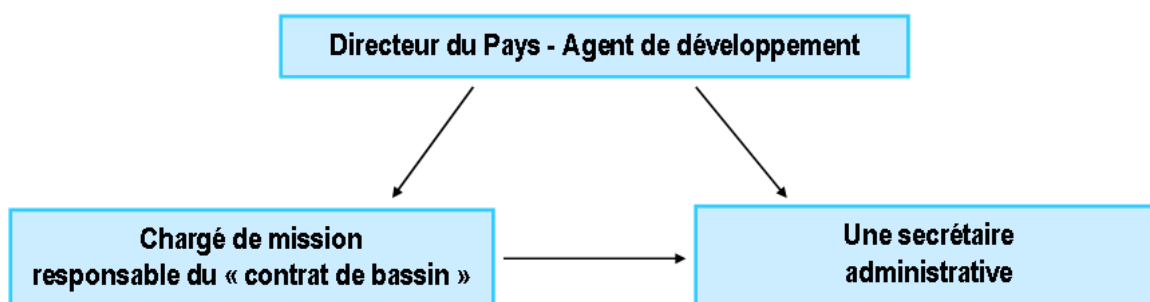 Directeur du Pays - Agent de développement
Chargé de mission
responsable du « contrat de bassin »
Une secrétaire
administrative